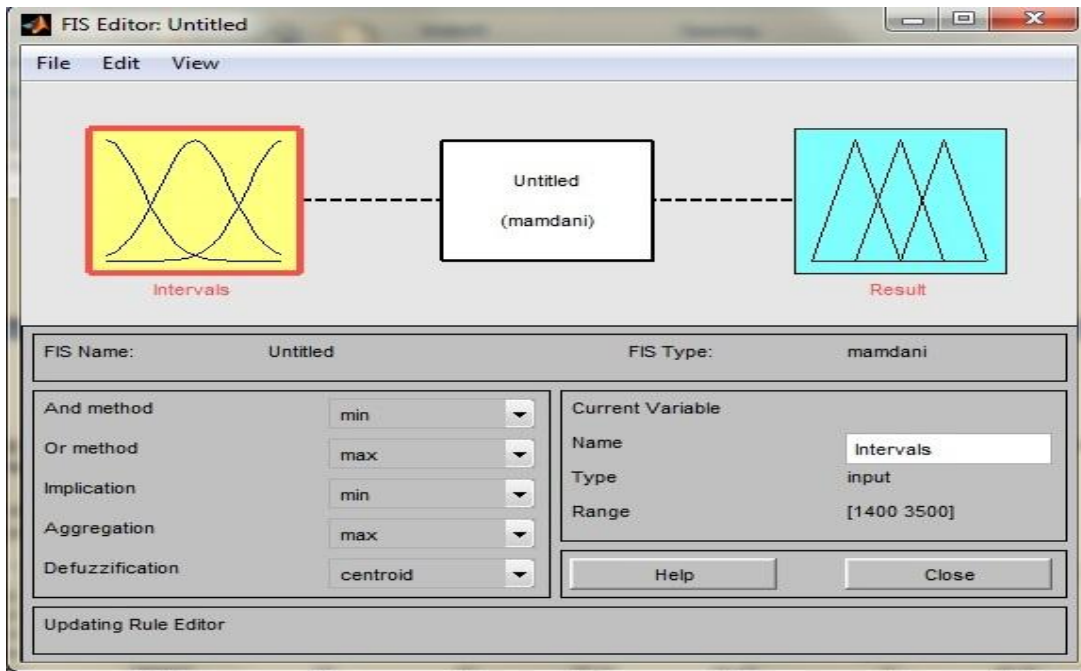 FIS Editor: Untitled
File Edit View
Untitled
(mamdani)
Intervals
Result
FIS Name: Untitled FIS Type: mamdani
And method min
Or method max
Implication min
Aggregation max
Defuzzification centroid
Current Variable
Name Intervals
Type input
Range [1400 3500]
Help Close
Updating Rule Editor